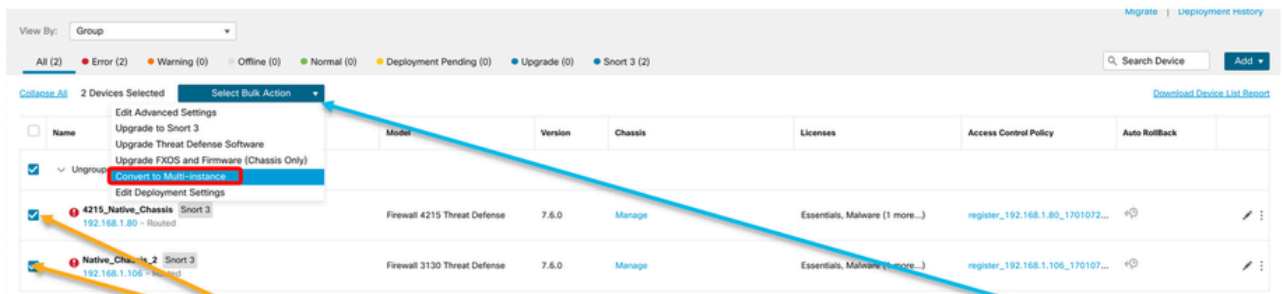 Migrate | Deployment History
View By: Group
All (2) Error (2) Warning (0) Offline (0) Normal (0) Deployment Pending (0) Upgrade (0) Snort 3 (2) Search Device Add
Collapse All 2 Devices Selected Select Bulk Action Download Device List Report
Edit Advanced Settings
Upgrade to Snort 3
Upgrade Threat Defense Software
Upgrade FXOS and Firmware (Chassis Only)
Convert to Multi-instance
Edit Deployment Settings
Name Model Version Chassis Licenses Access Control Policy Auto RollBack
4215_Native_Chassis Snort 3
192.168.1.80 - Routed
Firewall 4215 Threat Defense 7.6.0 Manage Essentials, Malware (1 more...) register_192.168.1.80_1701072...
Native_Chassis_2 Snort 3
192.168.1.106 - Routed
Firewall 3130 Threat Defense 7.6.0 Manage Essentials, Malware (1 more...) register_192.168.1.106_170107...